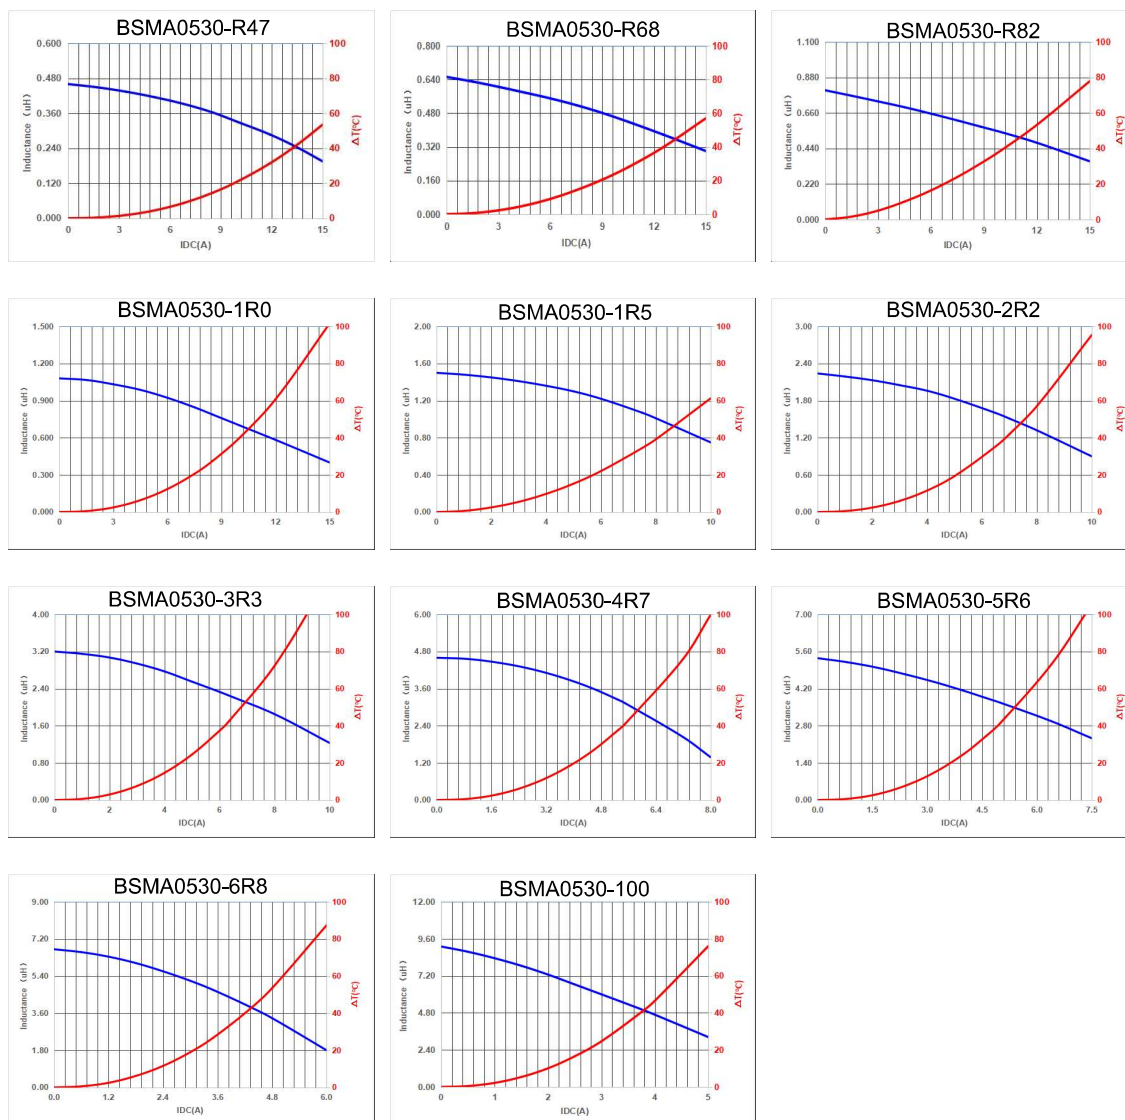 BSMA0530-R47
0.600
0.480
0.360
0.240
0.120
0.000
Inductance (uH)
100
80
60
40
20
0
ΔT(℃)
0 3 6 9 12 15
IDC(A)
BSMA0530-R68
0.800
0.640
0.480
0.320
0.160
0.000
Inductance (uH)
100
80
60
40
20
0
ΔT(℃)
0 3 6 9 12 15
IDC(A)
BSMA0530-R82
1.100
0.880
0.660
0.440
0.220
0.000
Inductance (uH)
100
80
60
40
20
0
ΔT(℃)
0 3 6 9 12 15
IDC(A)
BSMA0530-1R0
1.500
1.200
0.900
0.600
0.300
0.000
Inductance (uH)
100
80
60
40
20
0
ΔT(℃)
0 3 6 9 12 15
IDC(A)
BSMA0530-1R5
2.00
1.60
1.20
0.80
0.40
0.00
Inductance (uH)
100
80
60
40
20
0
ΔT(℃)
0 2 4 6 8 10
IDC(A)
BSMA0530-2R2
3.00
2.40
1.80
1.20
0.60
0.00
Inductance (uH)
100
80
60
40
20
0
ΔT(℃)
0 2 4 6 8 10
IDC(A)
BSMA0530-3R3
4.00
3.20
2.40
1.60
0.80
0.00
Inductance (uH)
100
80
60
40
20
0
ΔT(℃)
0 2 4 6 8 10
IDC(A)
BSMA0530-4R7
6.00
4.80
3.60
2.40
1.20
0.00
Inductance (uH)
100
80
60
40
20
0
ΔT(℃)
0.0 1.6 3.2 4.8 6.4 8.0
IDC(A)
BSMA0530-5R6
7.00
5.60
4.20
2.80
1.40
0.00
Inductance (uH)
100
80
60
40
20
0
ΔT(℃)
0.0 1.5 3.0 4.5 6.0 7.5
IDC(A)
BSMA0530-6R8
9.00
7.20
5.40
3.60
1.80
0.00
Inductance (uH)
100
80
60
40
20
0
ΔT(℃)
0.0 1.2 2.4 3.6 4.8 6.0
IDC(A)
BSMA0530-100
12.00
9.60
7.20
4.80
2.40
0.00
Inductance (uH)
100
80
60
40
20
0
ΔT(℃)
0 1 2 3 4 5
IDC(A)